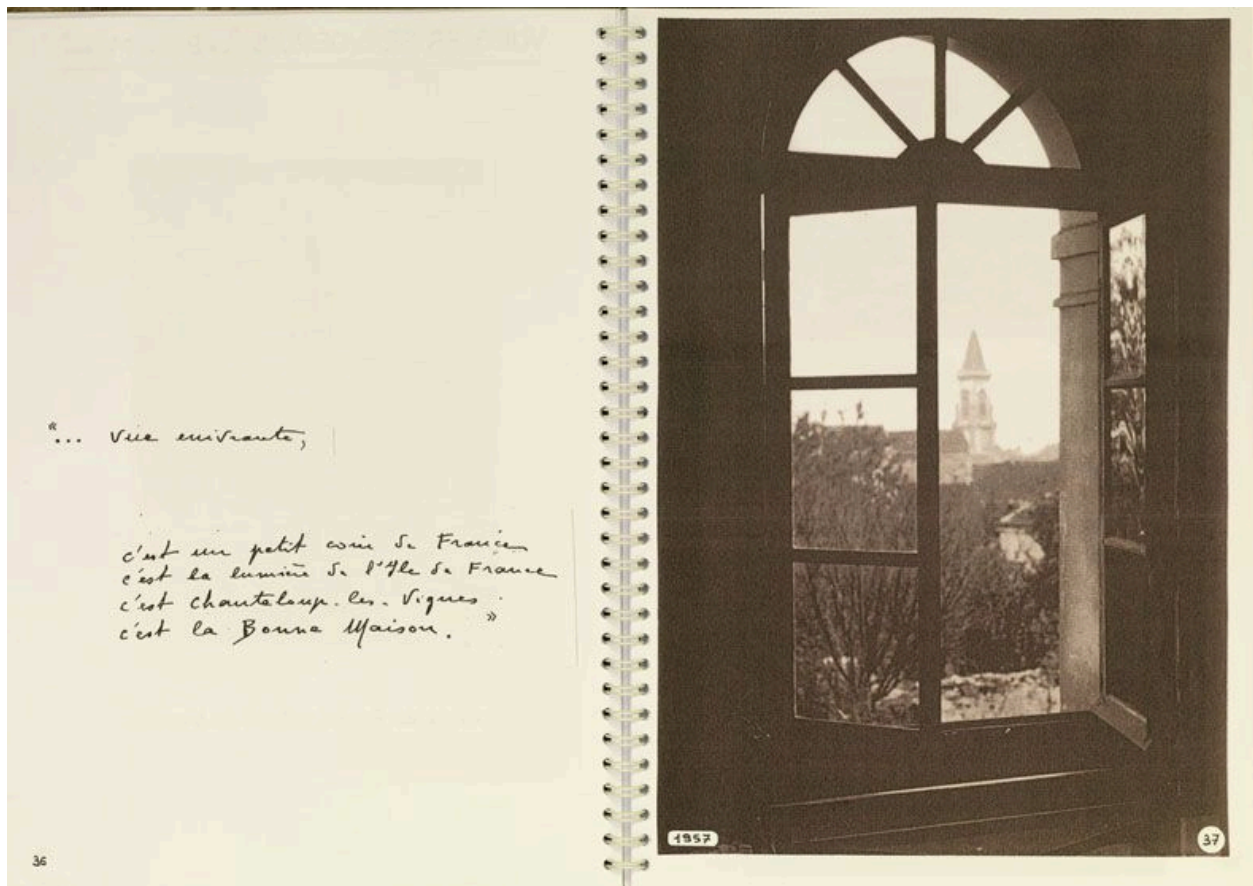 "... vue enivrante,
c'est un petit coin de France
c'est la lumière de l'Ile de France
c'est Chanteloup-les-Vignes.
c'est la Bonne Maison. »
36
1957
37